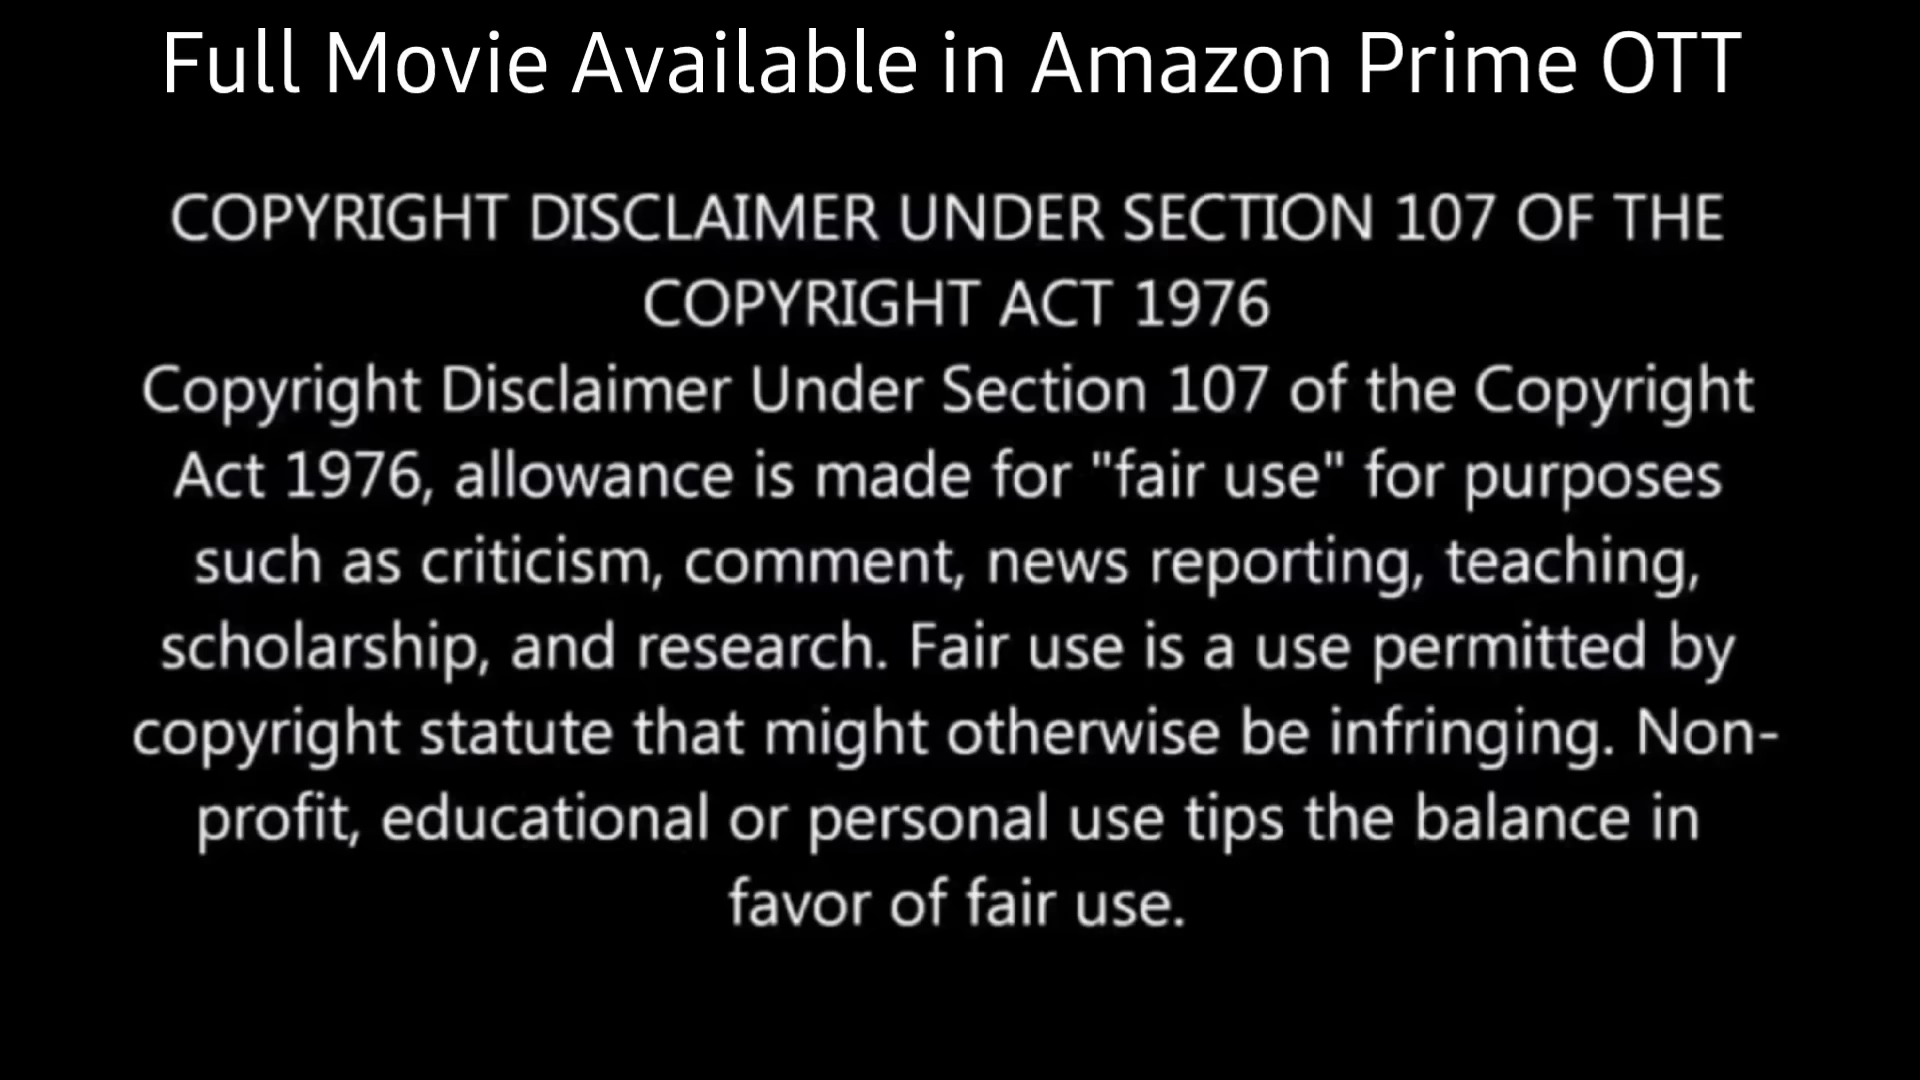 Full Movie Available in Amazon Prime OTT
COPYRIGHT DISCLAIMER UNDER SECTION 107 OF THE
COPYRIGHT ACT 1976
Copyright Disclaimer Under Section 107 of the Copyright
Act 1976, allowance is made for "fair use" for purposes
such as criticism, comment, news reporting, teaching,
scholarship, and research. Fair use is a use permitted by
copyright statute that might otherwise be infringing. Non-
profit, educational or personal use tips the balance in
favor of fair use.